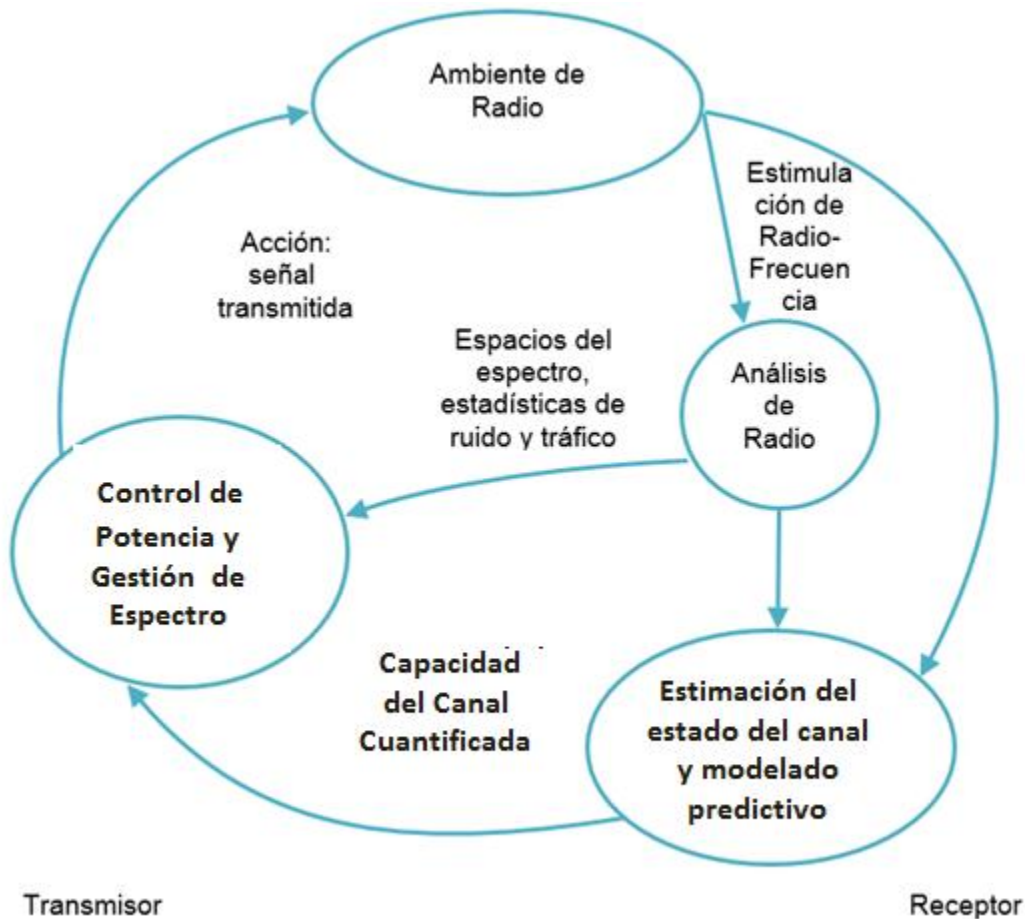 Ambiente de
Radio
Estimula
ción de
Radio-
Frecuen
cia
Acción:
señal
transmitida
Espacios del
espectro,
estadísticas de
ruido y tráfico
Análisis
de
Radio
Control de
Potencia y
Gestión de
Espectro
Capacidad
del Canal
Cuantificada
Estimación del
estado del canal
y modelado
predictivo
Transmisor
Receptor